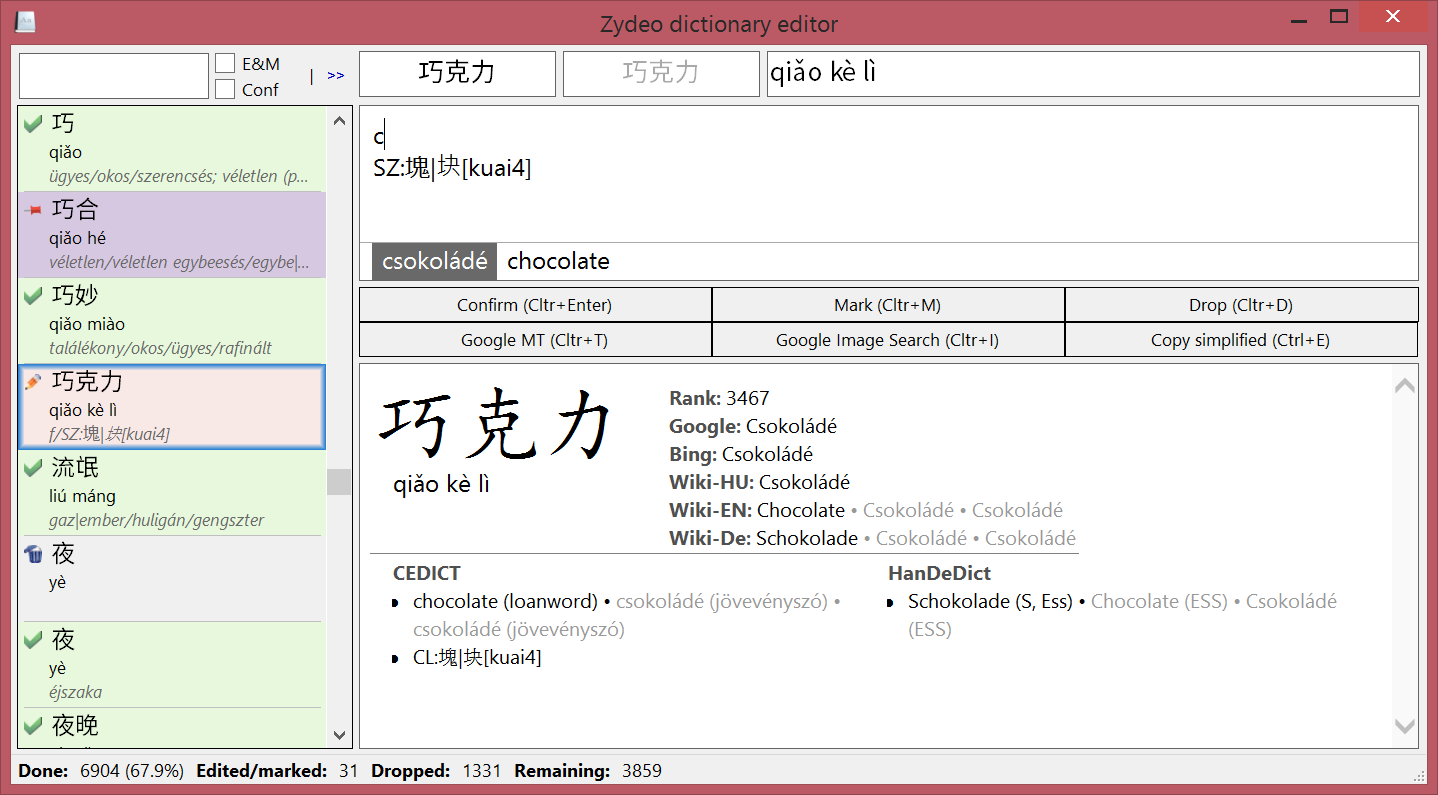 Zydeo dictionary editor
E&M
Conf
| >>
巧克力 巧克力 qiǎo kè lì
巧
qiǎo
ügyes/okos/szerencsés; véletlen (p...
巧合
qiǎo hé
véletlen/véletlen egybeesés/egybe|...
巧妙
qiǎo miào
találékony/okos/ügyes/rafinált
巧克力
qiǎo kè lì
f/SZ:塊|块[kuai4]
流氓
liú máng
gaz|ember/huligán/gengszter
夜
yè
夜
yè
éjszaka
夜晚
c
SZ:塊|块[kuai4]
csokoládé chocolate
Confirm (Cltr+Enter) Mark (Cltr+M) Drop (Cltr+D)
Google MT (Cltr+T) Google Image Search (Cltr+I) Copy simplified (Ctrl+E)
巧克力
qiǎo kè lì
Rank: 3467
Google: Csokoládé
Bing: Csokoládé
Wiki-HU: Csokoládé
Wiki-EN: Chocolate • Csokoládé • Csokoládé
Wiki-De: Schokolade • Csokoládé • Csokoládé
CEDICT
chocolate (loanword) • csokoládé (jövevényszó) •
csokoládé (jövevényszó)
CL:塊|块[kuai4]
HanDeDict
Schokolade (S, Ess) • Chocolate (ESS) • Csokoládé
(ESS)
Done: 6904 (67.9%) Edited/marked: 31 Dropped: 1331 Remaining: 3859